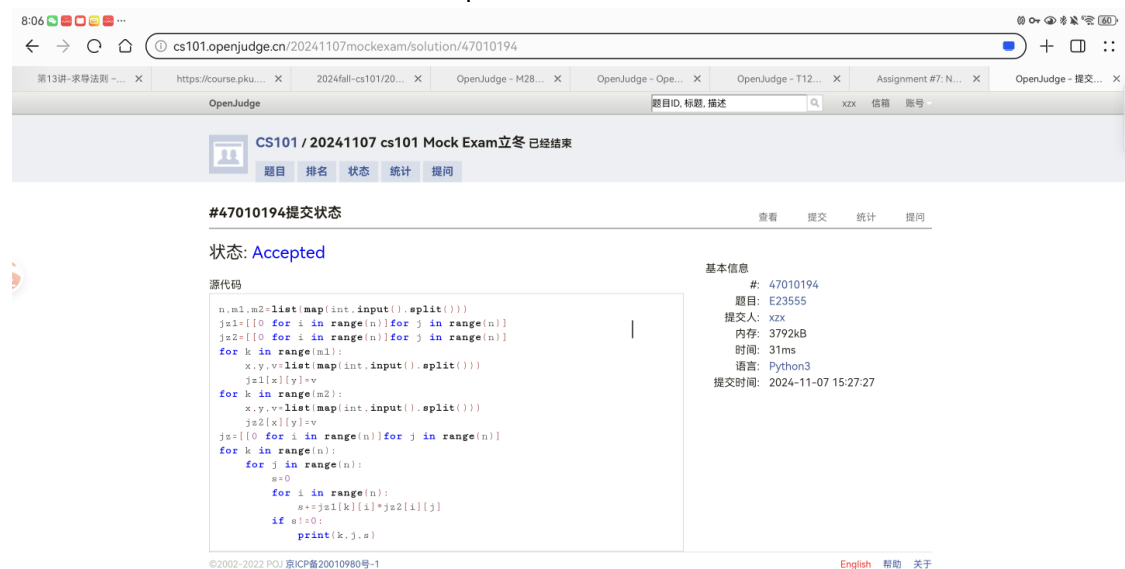 8:06 ... 60
cs101.openjudge.cn/20241107mockexam/solution/47010194
第13讲-求导法则 –... × https://course.pku.... × 2024fall-cs101/20... × OpenJudge - M28... × OpenJudge - Ope... × OpenJudge - T12... × Assignment #7: N... × OpenJudge - 提交... ×
OpenJudge 题目ID, 标题, 描述 xzx 信箱 账号
CS101 / 20241107 cs101 Mock Exam立冬 已经结束
题目 排名 状态 统计 提问
#47010194提交状态 查看 提交 统计 提问
状态: Accepted
源代码
n,m1,m2=list(map(int,input().split()))
jz1=[[0 for i in range(n)]for j in range(n)]
jz2=[[0 for i in range(n)]for j in range(n)]
for k in range(m1):
    x,y,v=list(map(int,input().split()))
    jz1[x][y]=v
for k in range(m2):
    x,y,v=list(map(int,input().split()))
    jz2[x][y]=v
jz=[[0 for i in range(n)]for j in range(n)]
for k in range(n):
    for j in range(n):
        s=0
        for i in range(n):
            s+=jz1[k][i]*jz2[i][j]
        if s!=0:
            print(k,j,s)
基本信息
#: 47010194
题目: E23555
提交人: xzx
内存: 3792kB
时间: 31ms
语言: Python3
提交时间: 2024-11-07 15:27:27
©2002-2022 POJ 京ICP备20010980号-1 English 帮助 关于